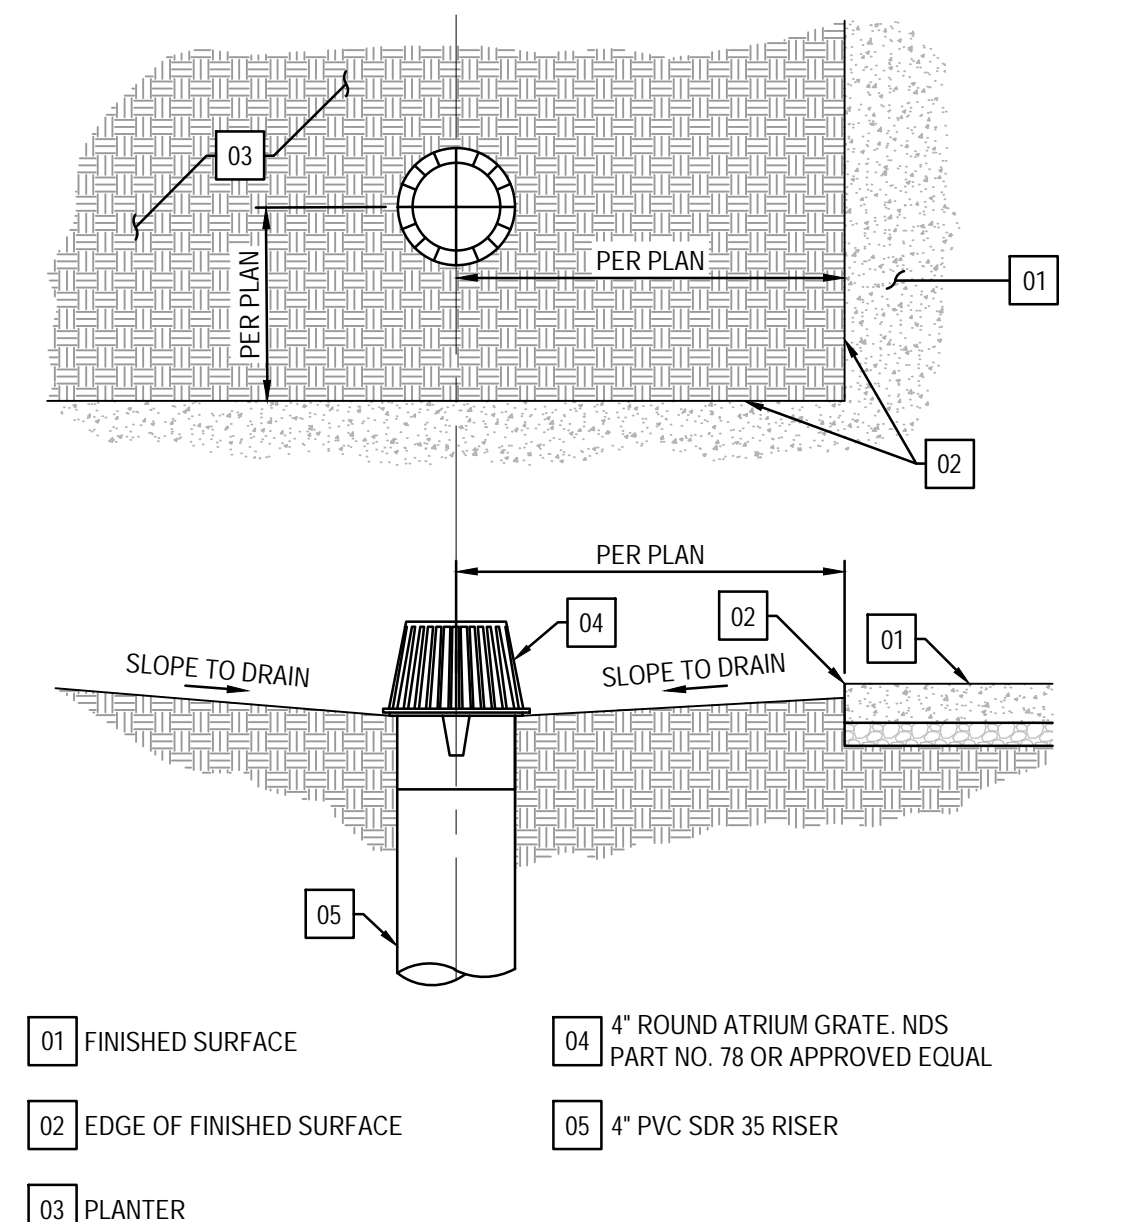 03
PER PLAN
PER PLAN
01
02
PER PLAN
04
02
01
SLOPE TO DRAIN
SLOPE TO DRAIN
05
01 FINISHED SURFACE
02 EDGE OF FINISHED SURFACE
03 PLANTER
04 4" ROUND ATRIUM GRATE. NDS
PART NO. 78 OR APPROVED EQUAL
05 4" PVC SDR 35 RISER